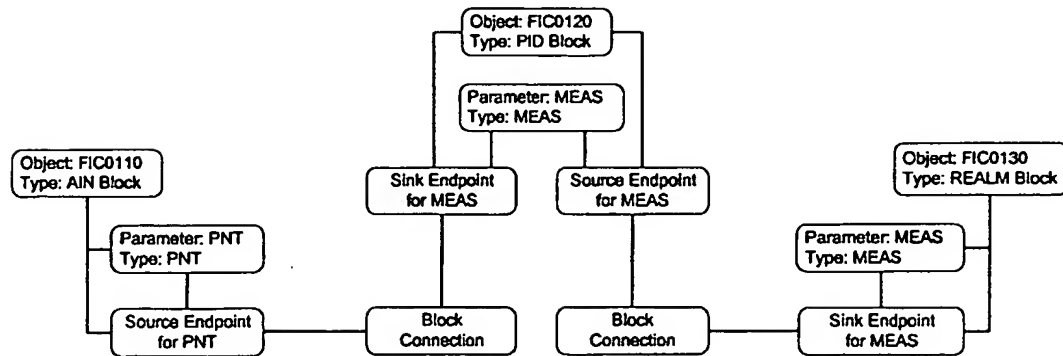 Object: FIC0120
Type: PID Block
Parameter: MEAS
Type: MEAS
Object: FIC0110
Type: AIN Block
Sink Endpoint
for MEAS
Source Endpoint
for MEAS
Object: FIC0130
Type: REALM Block
Parameter: PNT
Type: PNT
Parameter: MEAS
Type: MEAS
Source Endpoint
for PNT
Block
Connection
Block
Connection
Sink Endpoint
for MEAS